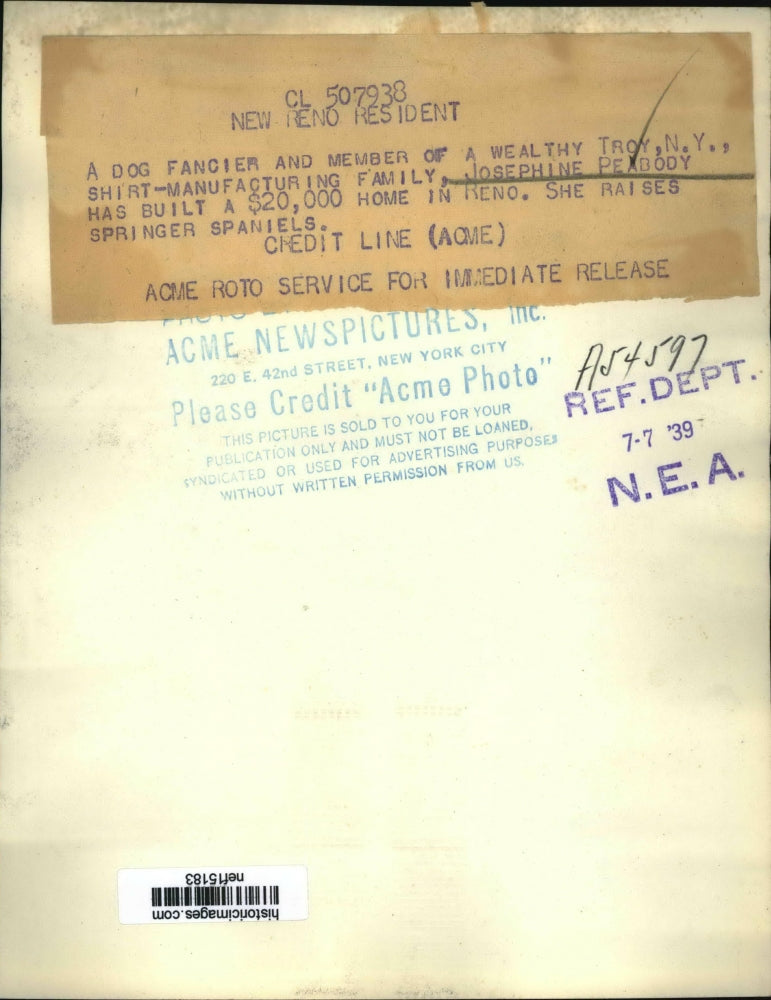 CL 507938
NEW RENO RESIDENT
A DOG FANCIER AND MEMBER OF A WEALTHY TROY, N.Y.,
SHIRT-MANUFACTURING FAMILY, JOSEPHINE PEABODY
HAS BUILT A $20,000 HOME IN RENO. SHE RAISES
SPRINGER SPANIELS.
CREDIT LINE (ACME)
ACME ROTO SERVICE FOR IMMEDIATE RELEASE
ACME NEWSPICTURES, Inc.
220 E. 42nd STREET, NEW YORK CITY
Please Credit "Acme Photo"
THIS PICTURE IS SOLD TO YOU FOR YOUR
PUBLICATION ONLY AND MUST NOT BE LOANED,
SYNDICATED OR USED FOR ADVERTISING PURPOSES
WITHOUT WRITTEN PERMISSION FROM US.
A54597
REF. DEPT.
7-7 '39
N.E.A.
historicimages.com
nef15183